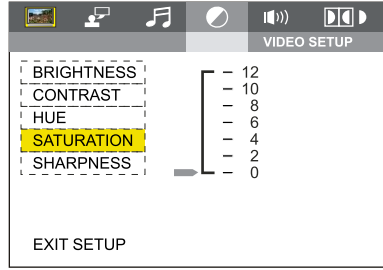 VIDEO SETUP
BRIGHTNESS
CONTRAST
HUE
SATURATION
SHARPNESS
12
10
8
6
4
2
0
EXIT SETUP